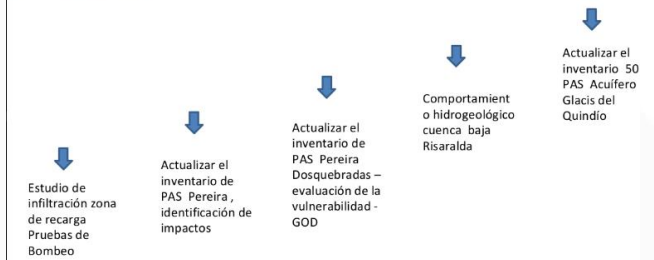 Estudio de
infiltración zona
de recarga
Pruebas de
Bombeo
Actualizar el
inventario de
PAS Pereira ,
identificación de
impactos
Actualizar el
inventario de
PAS Pereira
Dosquebradas –
evaluación de la
vulnerabilidad -
GOD
Comportamient
o hidrogeológico
cuenca baja
Risaralda
Actualizar el
inventario 50
PAS Acuífero
Glacis del
Quindío